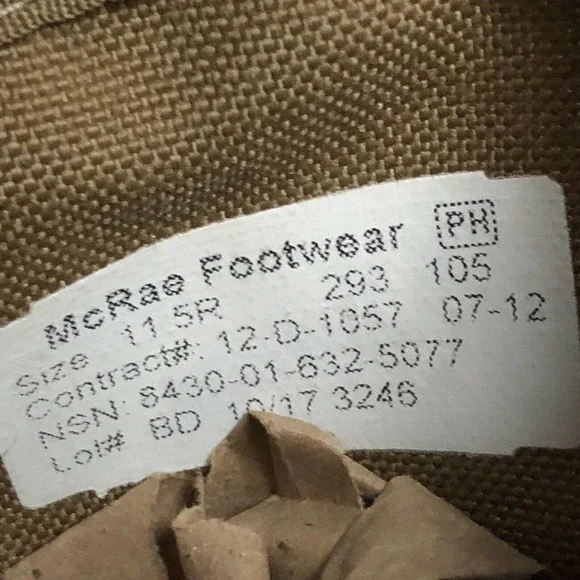 McRae Footwear PH
Size 11.5R 293 105
Contract#: 12-D-1057 07-12
NSN: 8430-01-632-5077
Lot# BD 10/17 3246